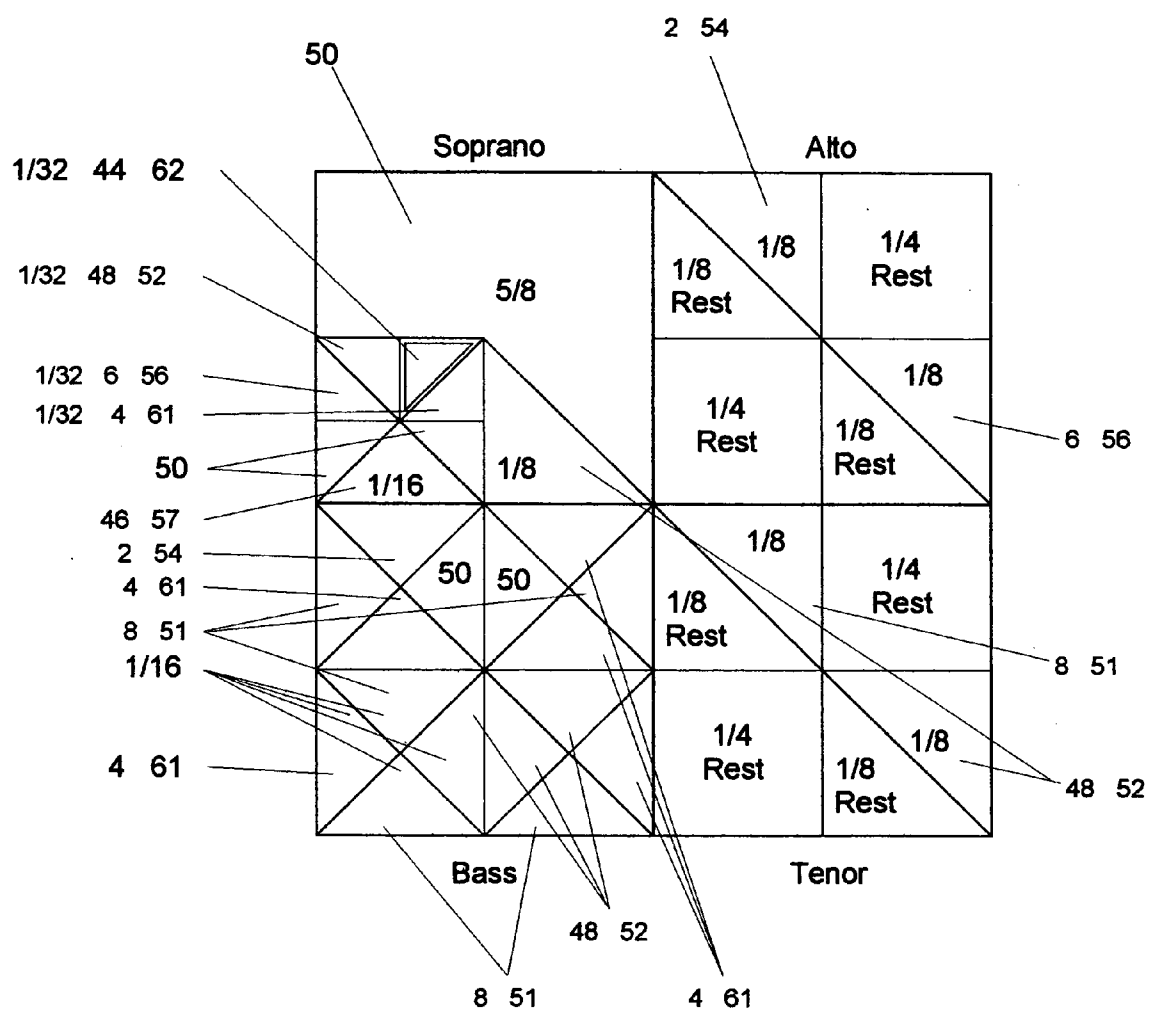 2 54
50
Soprano Alto
1/32 44 62
1/8
1/4
Rest
1/8
Rest
1/32 48 52
5/8
1/32 6 56
1/8
1/32 4 61
1/4
Rest
1/8
Rest
6 56
50
1/8
1/16
46 57
2 54
1/8
50 50
1/4
Rest
4 61
1/8
Rest
8 51
1/16
8 51
4 61
1/4
Rest
1/8
1/8
Rest
48 52
Bass Tenor
48 52
8 51
4 61